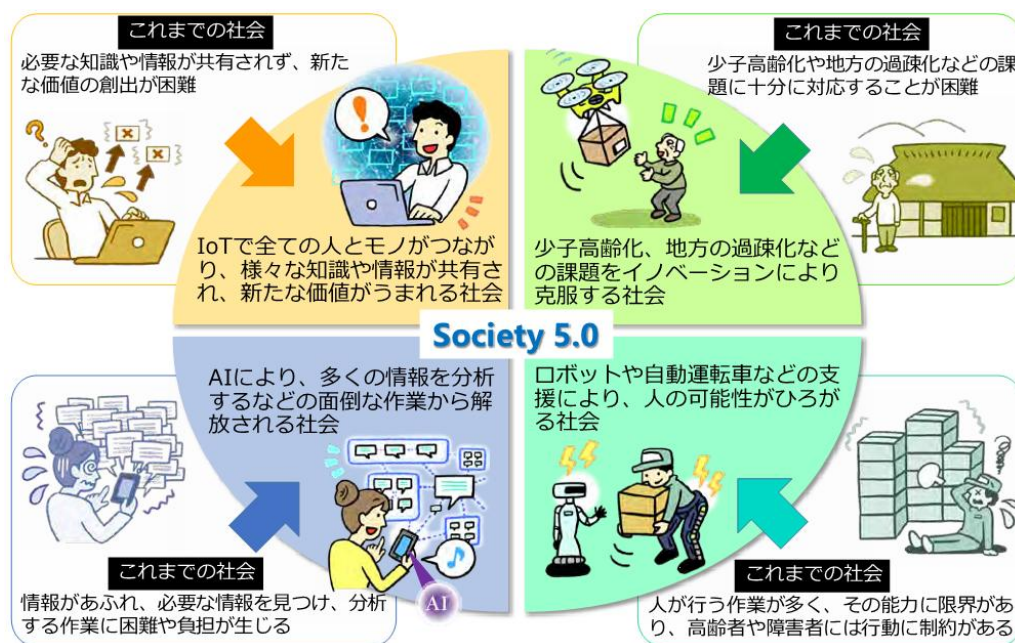 これまでの社会
必要な知識や情報が共有されず、新た
な価値の創出が困難
IoTで全ての人とモノがつなが
り、様々な知識や情報が共有さ
れ、新たな価値がうまれる社会
これまでの社会
少子高齢化や地方の過疎化などの課
題に十分に対応することが困難
少子高齢化、地方の過疎化など
の課題をイノベーションにより
克服する社会
Society 5.0
AIにより、多くの情報を分析
するなどの面倒な作業から解
放される社会
AI
これまでの社会
情報があふれ、必要な情報を見つけ、分析
する作業に困難や負担が生じる
ロボットや自動運転車などの支
援により、人の可能性がひろが
る社会
これまでの社会
人が行う作業が多く、その能力に限界があ
り、高齢者や障害者には行動に制約がある